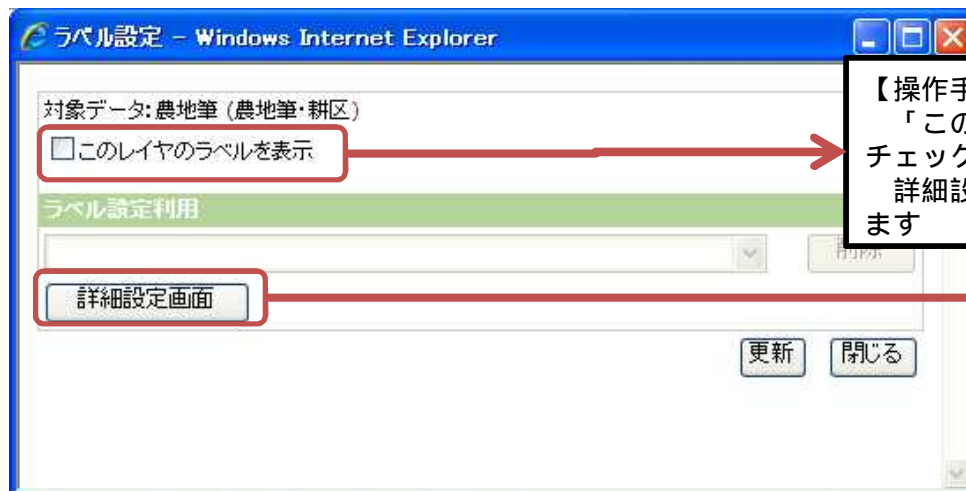 ラベル設定 - Windows Internet Explorer
対象データ:農地筆 (農地筆・耕区)
このレイヤのラベルを表示
【操作手
「この
チェック
詳細設
ます
ラベル設定利用
削除
詳細設定画面
更新 閉じる